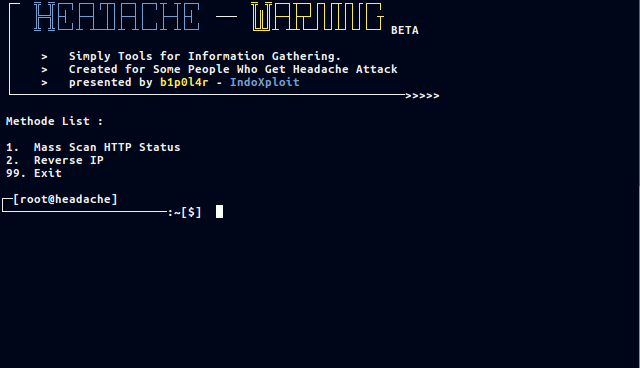 HEADACHE — WARNING BETA
> Simply Tools for Information Gathering.
> Created for Some People Who Get Headache Attack
> presented by b1p0l4r - IndoXploit
>>>>>
Methode List :
1. Mass Scan HTTP Status
2. Reverse IP
99. Exit
[root@headache]
:~[$]